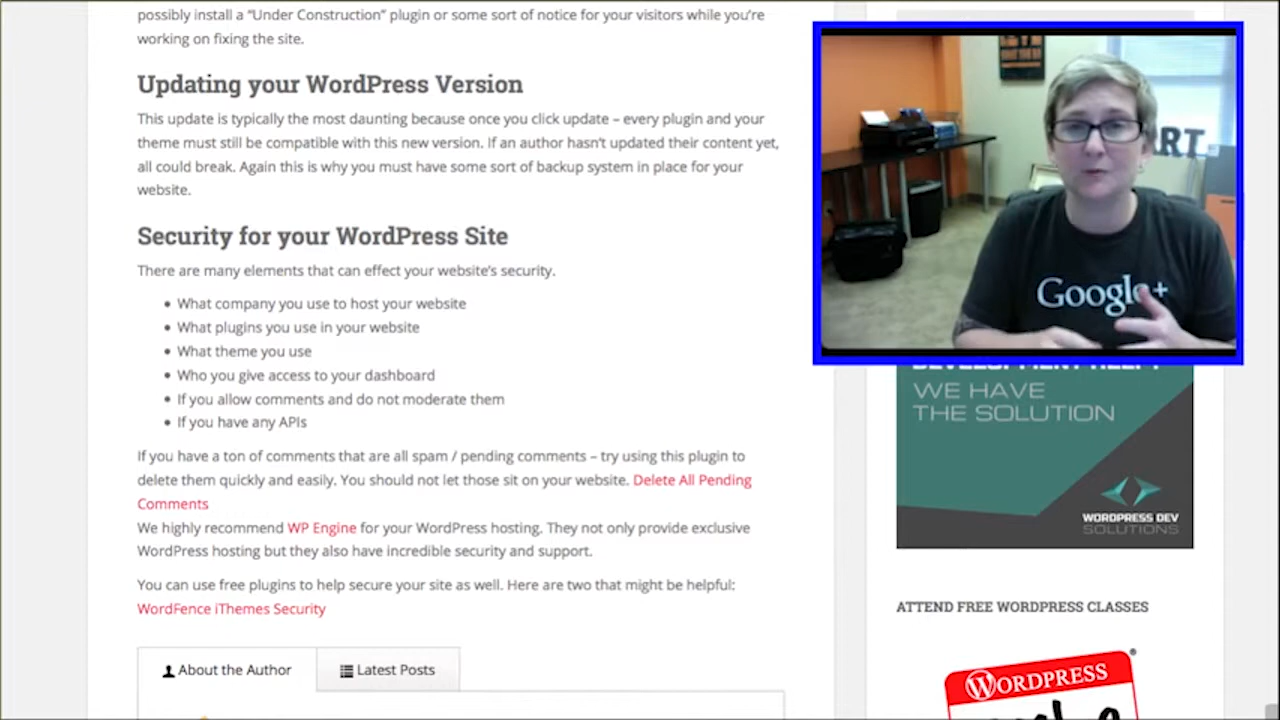 possibly install a “Under Construction” plugin or some sort of notice for your visitors while you’re
working on fixing the site.
Updating your WordPress Version
This update is typically the most daunting because once you click update – every plugin and your
theme must still be compatible with this new version. If an author hasn’t updated their content yet,
all could break. Again this is why you must have some sort of backup system in place for your
website.
Security for your WordPress Site
There are many elements that can effect your website’s security.
What company you use to host your website
What plugins you use in your website
What theme you use
Who you give access to your dashboard
If you allow comments and do not moderate them
If you have any APIs
If you have a ton of comments that are all spam / pending comments – try using this plugin to
delete them quickly and easily. You should not let those sit on your website. Delete All Pending
Comments
We highly recommend WP Engine for your WordPress hosting. They not only provide exclusive
WordPress hosting but they also have incredible security and support.
You can use free plugins to help secure your site as well. Here are two that might be helpful:
WordFence iThemes Security
About the Author
Latest Posts
Google+
WE HAVE
THE SOLUTION
WORDPRESS DEV
SOLUTIONS
ATTEND FREE WORDPRESS CLASSES
WORDPRESS